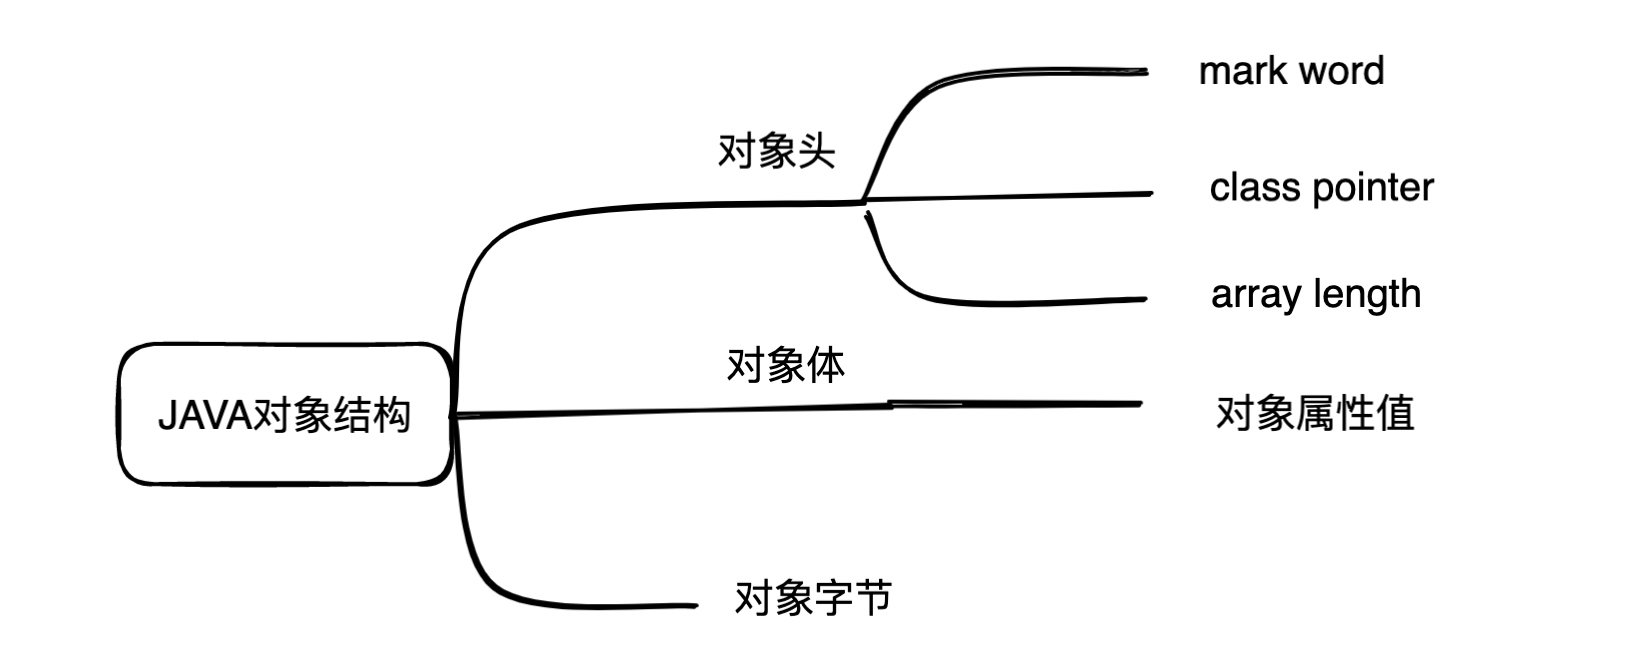 mark word
对象头
class pointer
array length
对象体
JAVA对象结构
对象属性值
对象字节